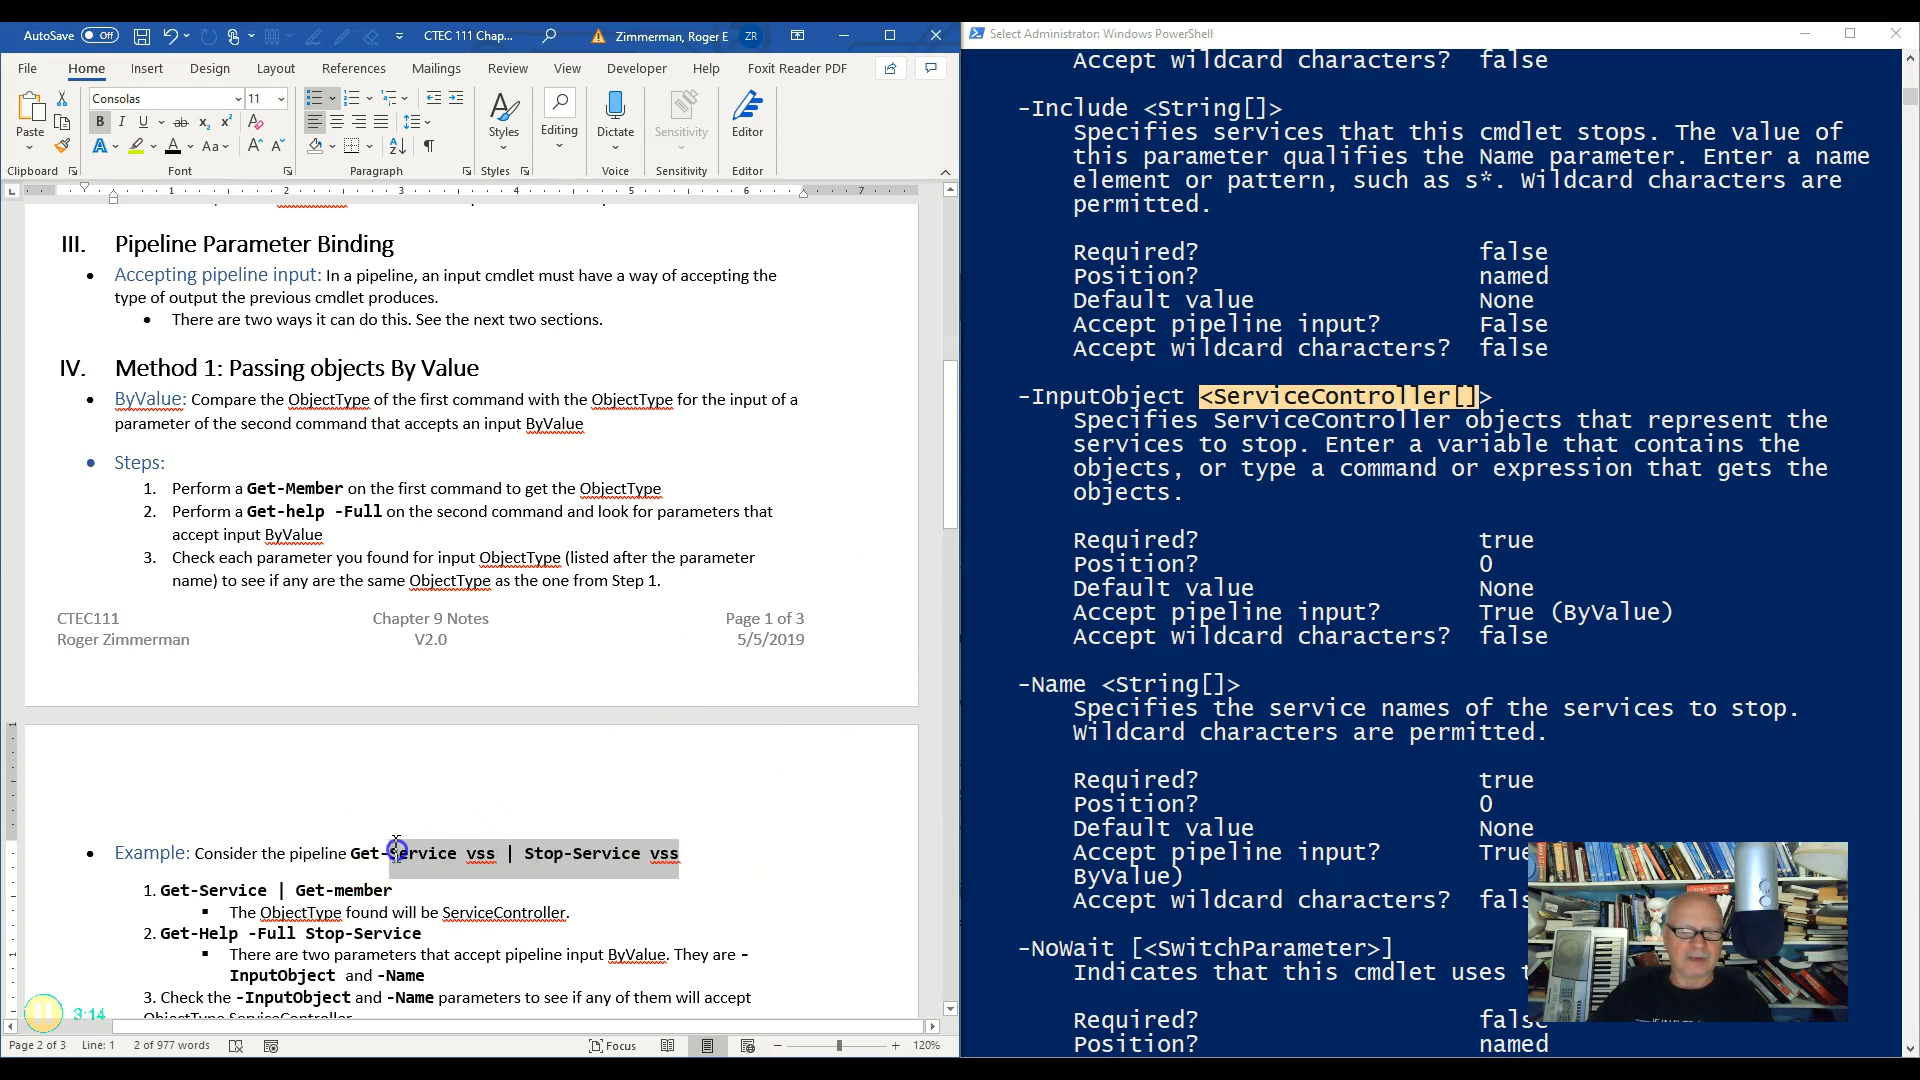 AutoSave Off CTEC 111 Chap... Zimmerman, Roger E ZR
File Home Insert Design Layout References Mailings Review View Developer Help Foxit Reader PDF
Consolas 11
Paste Styles Editing Dictate Sensitivity Editor
Clipboard Font Paragraph Styles Voice Sensitivity Editor
1 2 3 4 5 6 7
III. Pipeline Parameter Binding
• Accepting pipeline input: In a pipeline, an input cmdlet must have a way of accepting the
type of output the previous cmdlet produces.
• There are two ways it can do this. See the next two sections.
IV. Method 1: Passing objects By Value
• ByValue: Compare the ObjectType of the first command with the ObjectType for the input of a
parameter of the second command that accepts an input ByValue
• Steps:
1. Perform a Get-Member on the first command to get the ObjectType
2. Perform a Get-help -Full on the second command and look for parameters that
accept input ByValue
3. Check each parameter you found for input ObjectType (listed after the parameter
name) to see if any are the same ObjectType as the one from Step 1.
CTEC111 Chapter 9 Notes Page 1 of 3
Roger Zimmerman V2.0 5/5/2019
• Example: Consider the pipeline Get-Service vss | Stop-Service vss
1. Get-Service | Get-member
▪ The ObjectType found will be ServiceController.
2. Get-Help -Full Stop-Service
▪ There are two parameters that accept pipeline input ByValue. They are -
InputObject and -Name
3. Check the -InputObject and -Name parameters to see if any of them will accept
ObjectType ServiceController
3:14
Page 2 of 3 Line: 1 2 of 977 words Focus 120%
Select Administrator: Windows PowerShell
Accept wildcard characters? false
-Include <String[]>
Specifies services that this cmdlet stops. The value of
this parameter qualifies the Name parameter. Enter a name
element or pattern, such as s*. Wildcard characters are
permitted.
Required? false
Position? named
Default value None
Accept pipeline input? False
Accept wildcard characters? false
-InputObject <ServiceController[]>
Specifies ServiceController objects that represent the
services to stop. Enter a variable that contains the
objects, or type a command or expression that gets the
objects.
Required? true
Position? 0
Default value None
Accept pipeline input? True (ByValue)
Accept wildcard characters? false
-Name <String[]>
Specifies the service names of the services to stop.
Wildcard characters are permitted.
Required? true
Position? 0
Default value None
Accept pipeline input? True
ByValue)
Accept wildcard characters?
-NoWait [<SwitchParameter>]
Indicates that this cmdlet uses
Required?
Position? named